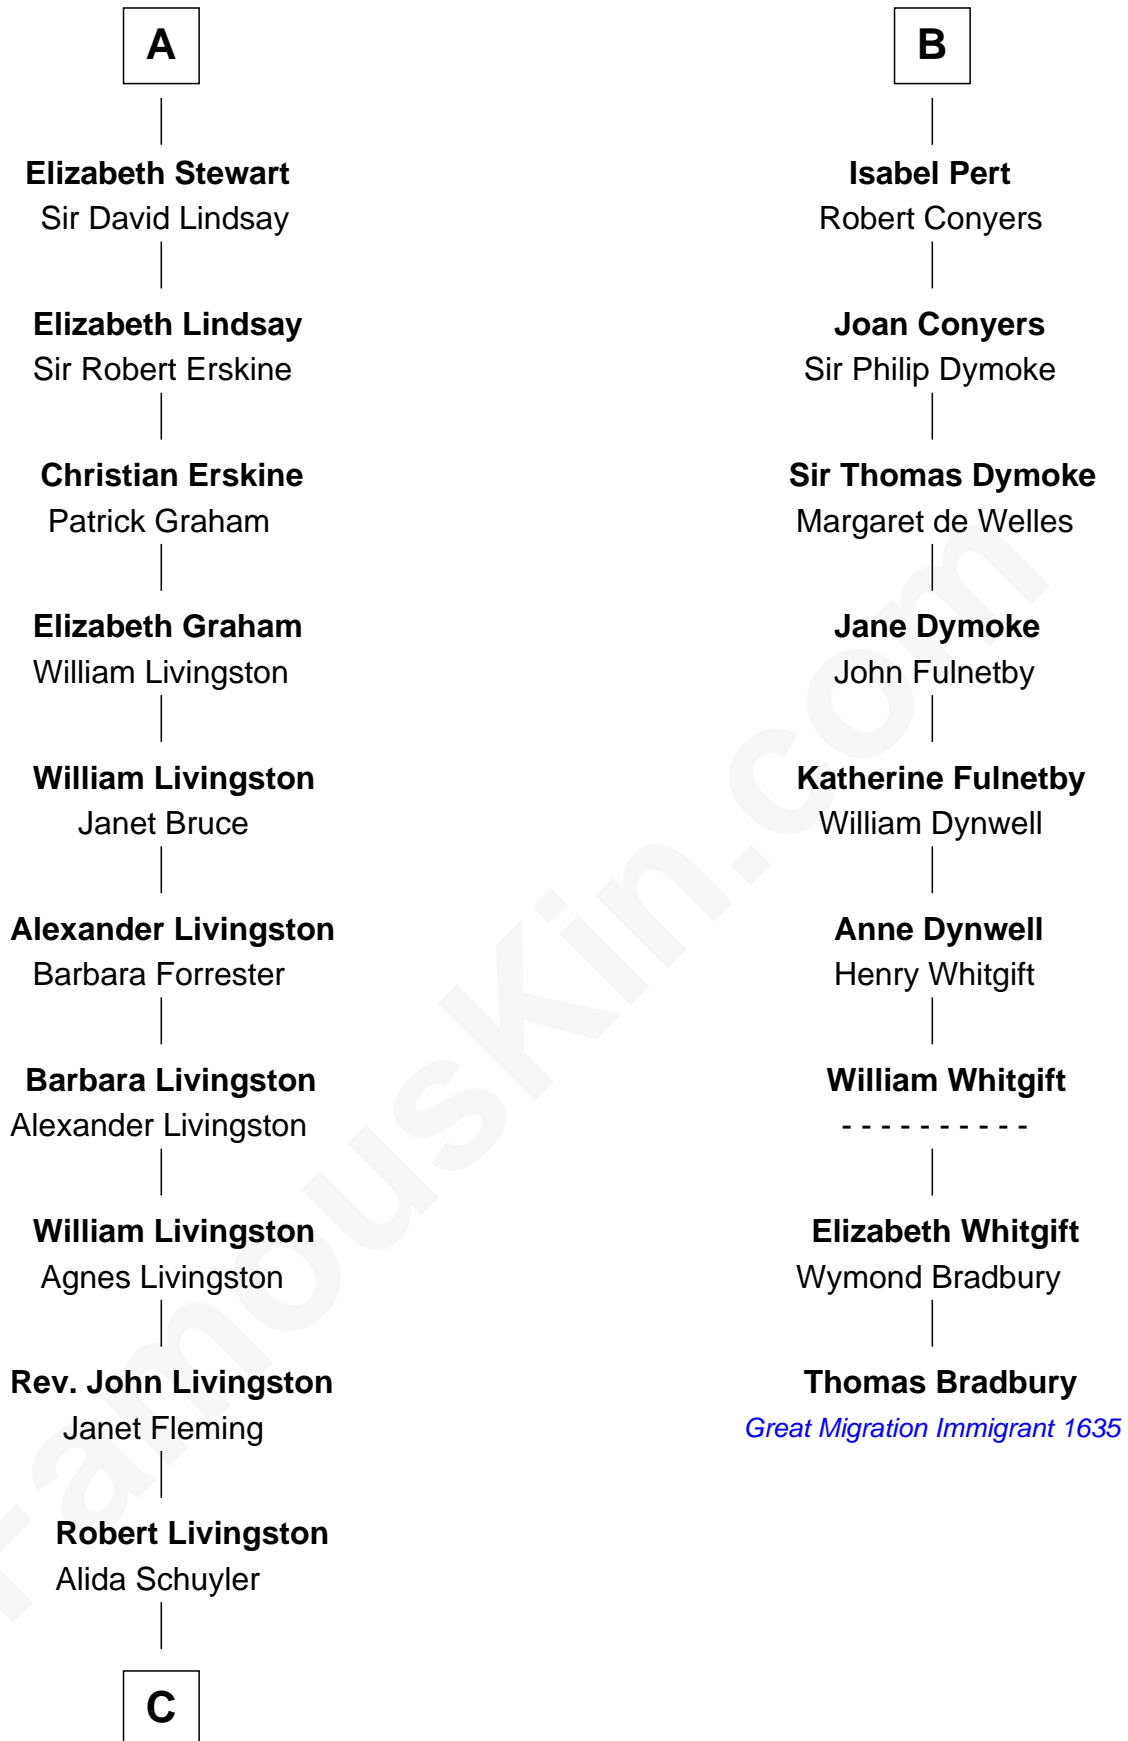 A
Elizabeth Stewart
Sir David Lindsay
Elizabeth Lindsay
Sir Robert Erskine
Christian Erskine
Patrick Graham
Elizabeth Graham
William Livingston
William Livingston
Janet Bruce
Alexander Livingston
Barbara Forrester
Barbara Livingston
Alexander Livingston
William Livingston
Agnes Livingston
Rev. John Livingston
Janet Fleming
Robert Livingston
Alida Schuyler
C
B
Isabel Pert
Robert Conyers
Joan Conyers
Sir Philip Dymoke
Sir Thomas Dymoke
Margaret de Welles
Jane Dymoke
John Fulnetby
Katherine Fulnetby
William Dynwell
Anne Dynwell
Henry Whitgift
William Whitgift
- - - - - - - - - -
Elizabeth Whitgift
Wymond Bradbury
Thomas Bradbury
Great Migration Immigrant 1635
FamousKin.com